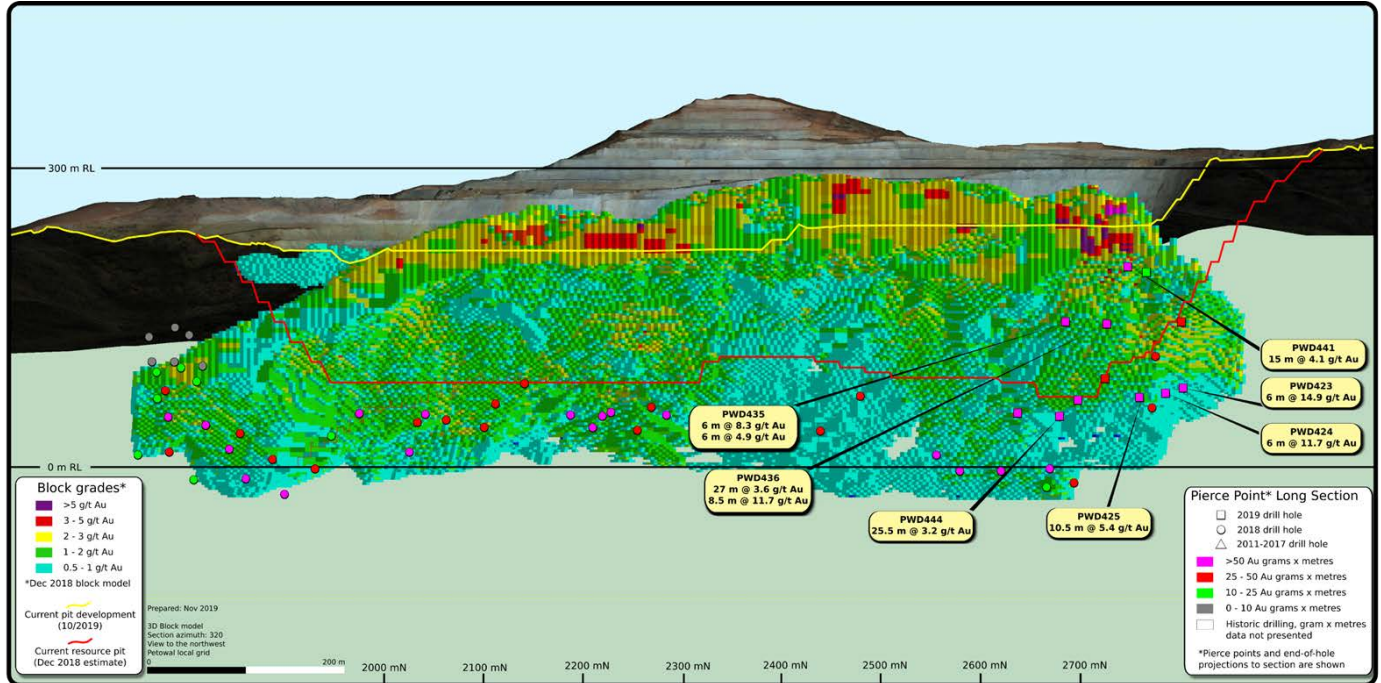 300 m RL
PWD441
15 m @ 4.1 g/t Au
PWD423
6 m @ 14.9 g/t Au
PWD435
6 m @ 8.3 g/t Au
6 m @ 4.9 g/t Au
PWD424
6 m @ 11.7 g/t Au
0 m RL
PWD436
27 m @ 3.6 g/t Au
8.5 m @ 11.7 g/t Au
PWD444
25.5 m @ 3.2 g/t Au
PWD425
10.5 m @ 5.4 g/t Au
Block grades*
>5 g/t Au
3 - 5 g/t Au
2 - 3 g/t Au
1 - 2 g/t Au
0.5 - 1 g/t Au
*Dec 2018 block model
Current pit development
(10/2019)
Current resource pit
(Dec 2018 estimate)
Prepared: Nov 2019
3D Block model
Section azimuth: 320
View to the northwest
Petowal local grid
0 200 m
2000 mN 2100 mN 2200 mN 2300 mN 2400 mN 2500 mN 2600 mN 2700 mN
Pierce Point* Long Section
2019 drill hole
2018 drill hole
2011-2017 drill hole
>50 Au grams x metres
25 - 50 Au grams x metres
10 - 25 Au grams x metres
0 - 10 Au grams x metres
Historic drilling, gram x metres
data not presented
*Pierce points and end-of-hole
projections to section are shown